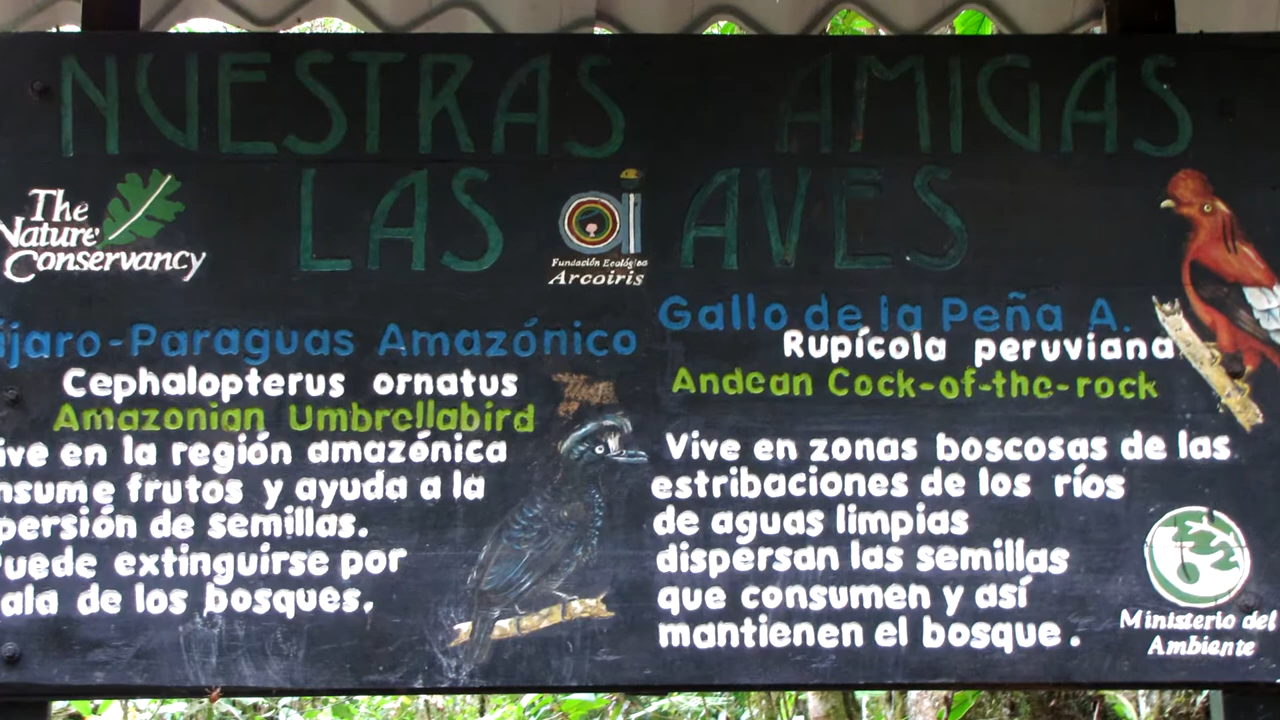 NUESTRAS AMIGAS
LAS AVES
The
Nature
Conservancy
Fundación Ecológica
Arcoiris
ájaro-Paraguas Amazónico
Cephalopterus ornatus
Amazonian Umbrellabird
ive en la región amazónica
nsume frutos y ayuda a la
persión de semillas.
Puede extinguirse por
ala de los bosques.
Gallo de la Peña A.
Rupícola peruviana
Andean Cock-of-the-rock
Vive en zonas boscosas de las
estribaciones de los ríos
de aguas limpias
dispersan las semillas
que consumen y así
mantienen el bosque.
Ministerio del
Ambiente